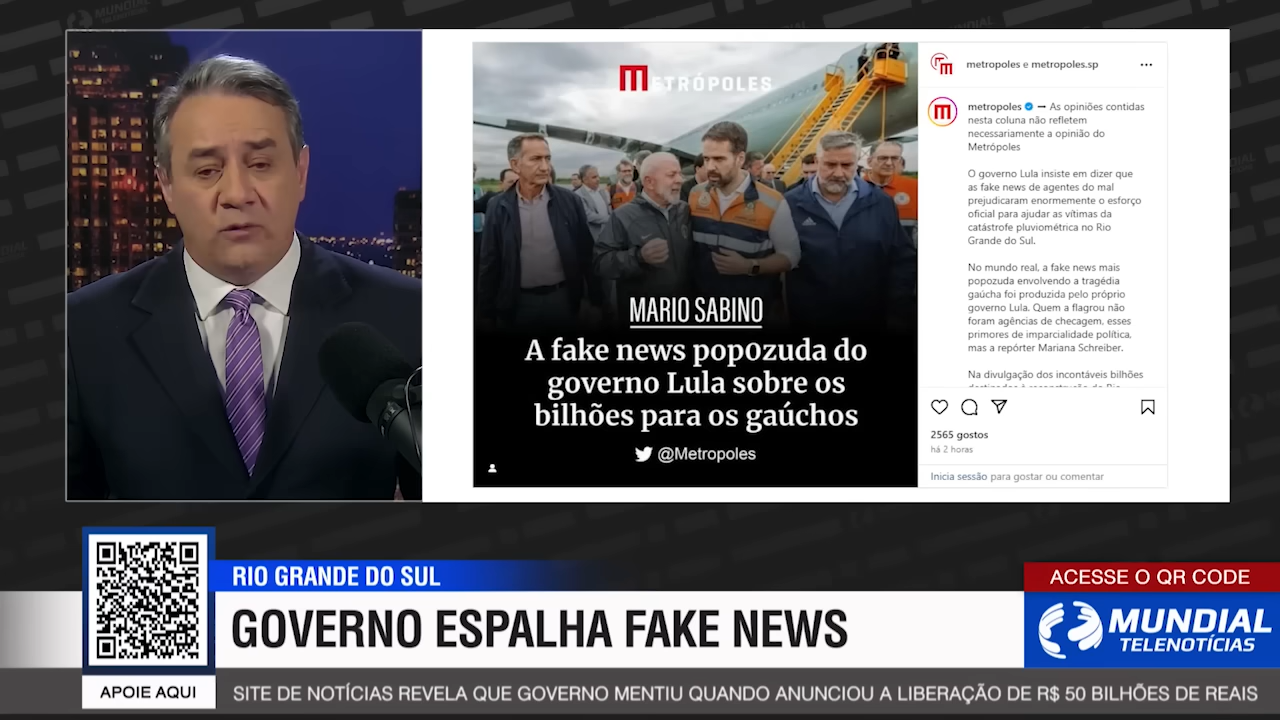 METRÓPOLES
MARIO SABINO
A fake news pop0zuda do
governo Lula sobre os
bilhões para os gaúchos
@Metropoles
metropoles e metropoles.sp
metropoles — As opiniões contidas
nesta coluna não refletem
necessariamente a opinião do
Metrópoles
O governo Lula insiste em dizer que
as fake news de agentes do mal
prejudicaram enormemente o esforço
oficial para ajudar as vítimas da
catástrofe pluviométrica no Rio
Grande do Sul.
No mundo real, a fake news mais
popozuda envolvendo a tragédia
gaúcha foi produzida pelo próprio
governo Lula. Quem a flagrou não
foram agências de checagem, esses
primores de imparcialidade política,
mas a repórter Mariana Schreiber.
Na divulgação dos incontáveis bilhões
2565 gostos
há 2 horas
Inicia sessão para gostar ou comentar
RIO GRANDE DO SUL
GOVERNO ESPALHA FAKE NEWS
ACESSE O QR CODE
MUNDIAL
TELENOTÍCIAS
APOIE AQUI
SITE DE NOTÍCIAS REVELA QUE GOVERNO MENTIU QUANDO ANUNCIOU A LIBERAÇÃO DE R$ 50 BILHÕES DE REAIS